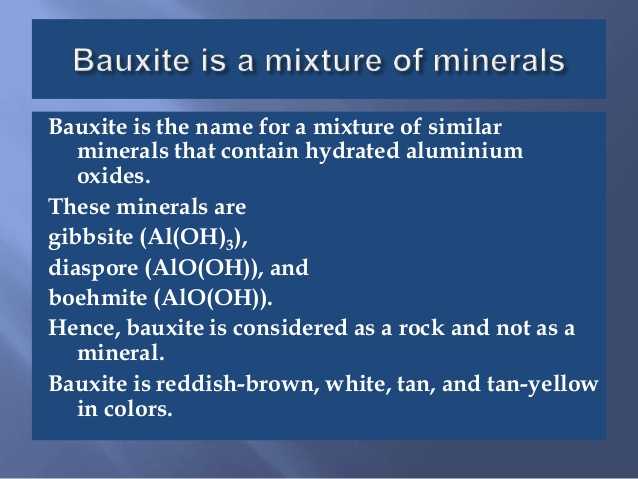 Bauxite is a mixture of minerals
Bauxite is the name for a mixture of similar
minerals that contain hydrated aluminium
oxides.
These minerals are
gibbsite (Al(OH)₃),
diaspore (AlO(OH)), and
boehmite (AlO(OH)).
Hence, bauxite is considered as a rock and not as a
mineral.
Bauxite is reddish-brown, white, tan, and tan-yellow
in colors.